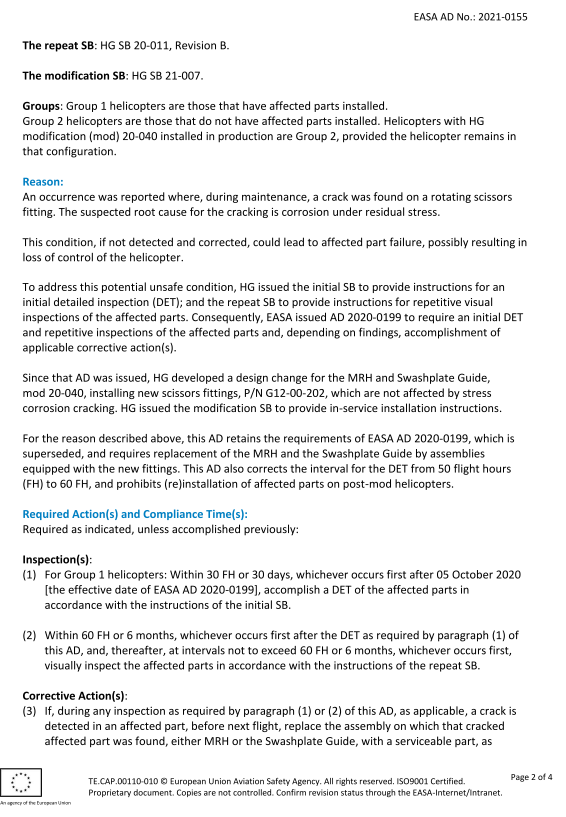 EASA AD No.: 2021-0155
The repeat SB: HG SB 20-011, Revision B.
The modification SB: HG SB 21-007.
Groups: Group 1 helicopters are those that have affected parts installed.
Group 2 helicopters are those that do not have affected parts installed. Helicopters with HG
modification (mod) 20-040 installed in production are Group 2, provided the helicopter remains in
that configuration.
Reason:
An occurrence was reported where, during maintenance, a crack was found on a rotating scissors
fitting. The suspected root cause for the cracking is corrosion under residual stress.
This condition, if not detected and corrected, could lead to affected part failure, possibly resulting in
loss of control of the helicopter.
To address this potential unsafe condition, HG issued the initial SB to provide instructions for an
initial detailed inspection (DET); and the repeat SB to provide instructions for repetitive visual
inspections of the affected parts. Consequently, EASA issued AD 2020-0199 to require an initial DET
and repetitive inspections of the affected parts and, depending on findings, accomplishment of
applicable corrective action(s).
Since that AD was issued, HG developed a design change for the MRH and Swashplate Guide,
mod 20-040, installing new scissors fittings, P/N G12-00-202, which are not affected by stress
corrosion cracking. HG issued the modification SB to provide in-service installation instructions.
For the reason described above, this AD retains the requirements of EASA AD 2020-0199, which is
superseded, and requires replacement of the MRH and the Swashplate Guide by assemblies
equipped with the new fittings. This AD also corrects the interval for the DET from 50 flight hours
(FH) to 60 FH, and prohibits (re)installation of affected parts on post-mod helicopters.
Required Action(s) and Compliance Time(s):
Required as indicated, unless accomplished previously:
Inspection(s):
(1) For Group 1 helicopters: Within 30 FH or 30 days, whichever occurs first after 05 October 2020
[the effective date of EASA AD 2020-0199], accomplish a DET of the affected parts in
accordance with the instructions of the initial SB.
(2) Within 60 FH or 6 months, whichever occurs first after the DET as required by paragraph (1) of
this AD, and, thereafter, at intervals not to exceed 60 FH or 6 months, whichever occurs first,
visually inspect the affected parts in accordance with the instructions of the repeat SB.
Corrective Action(s):
(3) If, during any inspection as required by paragraph (1) or (2) of this AD, as applicable, a crack is
detected in an affected part, before next flight, replace the assembly on which that cracked
affected part was found, either MRH or the Swashplate Guide, with a serviceable part, as
An agency of the European Union
TE.CAP.00110-010 © European Union Aviation Safety Agency. All rights reserved. ISO9001 Certified.
Proprietary document. Copies are not controlled. Confirm revision status through the EASA-Internet/Intranet.
Page 2 of 4